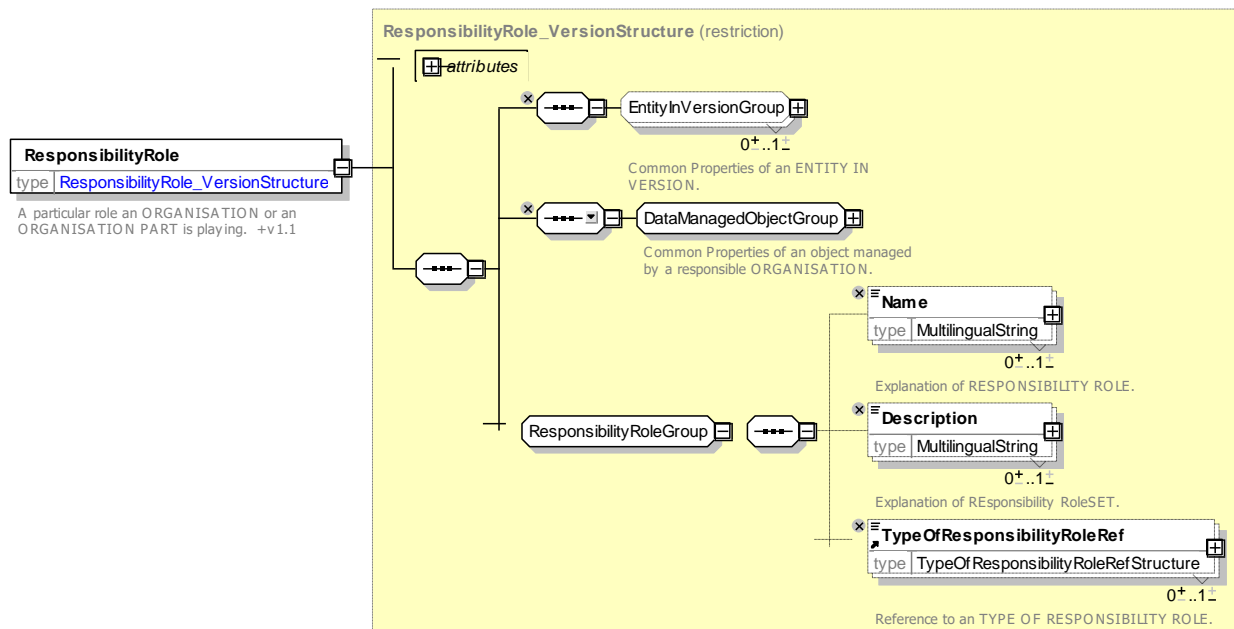 ResponsibilityRole_VersionStructure (restriction)
attributes
EntityInVersionGroup
0±..1±
Common Properties of an ENTITY IN
VERSION.
ResponsibilityRole
type ResponsibilityRole_VersionStructure
A particular role an ORGANISATION or an
ORGANISATION PART is playing. +v1.1
DataManagedObjectGroup
Common Properties of an object managed
by a responsible ORGANISATION.
Name
type MultilingualString
0±..1±
Explanation of RESPONSIBILITY ROLE.
ResponsibilityRoleGroup
Description
type MultilingualString
0±..1±
Explanation of REsponsibility RoleSET.
TypeOfResponsibilityRoleRef
type TypeOfResponsibilityRoleRefStructure
0±..1±
Reference to an TYPE OF RESPONSIBILITY ROLE.